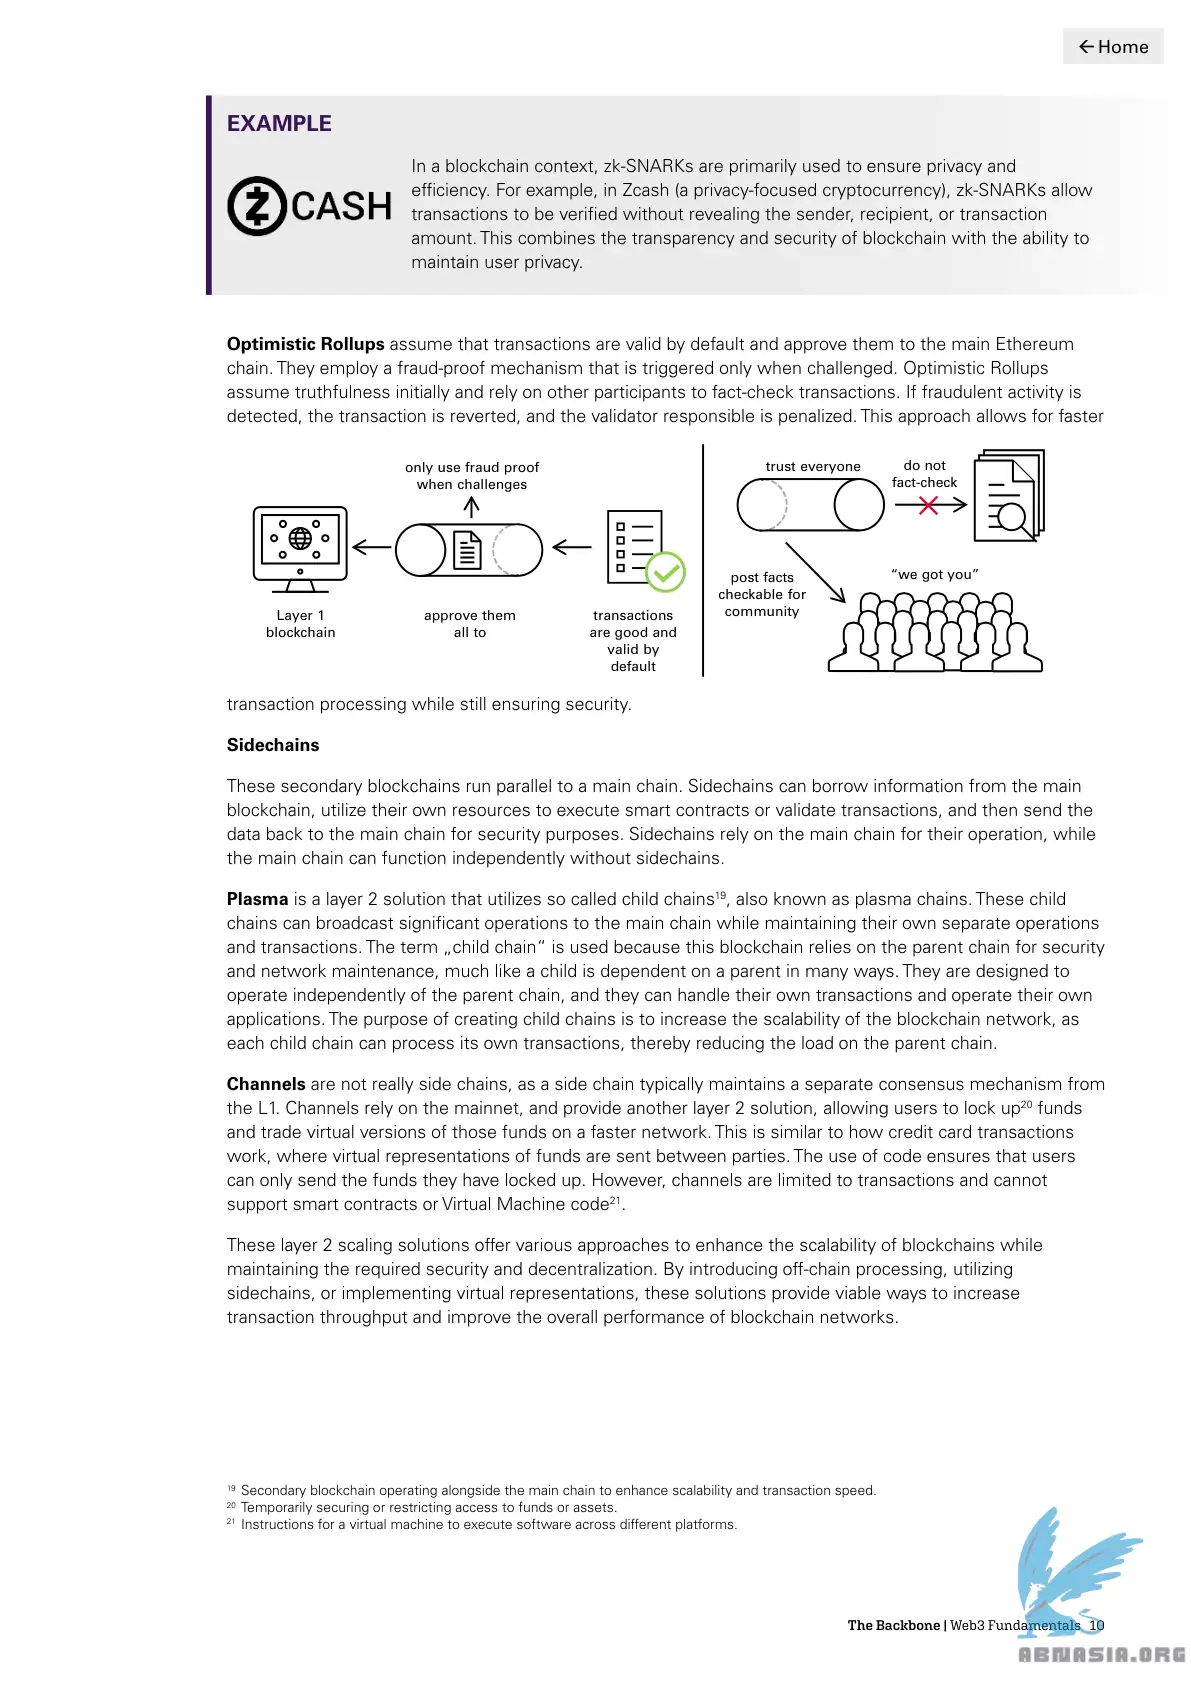 ← Home
EXAMPLE
ZCASH
In a blockchain context, zk-SNARKs are primarily used to ensure privacy and
efficiency. For example, in Zcash (a privacy-focused cryptocurrency), zk-SNARKs allow
transactions to be verified without revealing the sender, recipient, or transaction
amount. This combines the transparency and security of blockchain with the ability to
maintain user privacy.
Optimistic Rollups assume that transactions are valid by default and approve them to the main Ethereum
chain. They employ a fraud-proof mechanism that is triggered only when challenged. Optimistic Rollups
assume truthfulness initially and rely on other participants to fact-check transactions. If fraudulent activity is
detected, the transaction is reverted, and the validator responsible is penalized. This approach allows for faster
only use fraud proof
when challenges
Layer 1
blockchain
approve them
all to
transactions
are good and
valid by
default
trust everyone
do not
fact-check
post facts
checkable for
community
“we got you”
transaction processing while still ensuring security.
Sidechains
These secondary blockchains run parallel to a main chain. Sidechains can borrow information from the main
blockchain, utilize their own resources to execute smart contracts or validate transactions, and then send the
data back to the main chain for security purposes. Sidechains rely on the main chain for their operation, while
the main chain can function independently without sidechains.
Plasma is a layer 2 solution that utilizes so called child chains19, also known as plasma chains. These child
chains can broadcast significant operations to the main chain while maintaining their own separate operations
and transactions. The term „child chain“ is used because this blockchain relies on the parent chain for security
and network maintenance, much like a child is dependent on a parent in many ways. They are designed to
operate independently of the parent chain, and they can handle their own transactions and operate their own
applications. The purpose of creating child chains is to increase the scalability of the blockchain network, as
each child chain can process its own transactions, thereby reducing the load on the parent chain.
Channels are not really side chains, as a side chain typically maintains a separate consensus mechanism from
the L1. Channels rely on the mainnet, and provide another layer 2 solution, allowing users to lock up20 funds
and trade virtual versions of those funds on a faster network. This is similar to how credit card transactions
work, where virtual representations of funds are sent between parties. The use of code ensures that users
can only send the funds they have locked up. However, channels are limited to transactions and cannot
support smart contracts or Virtual Machine code21.
These layer 2 scaling solutions offer various approaches to enhance the scalability of blockchains while
maintaining the required security and decentralization. By introducing off-chain processing, utilizing
sidechains, or implementing virtual representations, these solutions provide viable ways to increase
transaction throughput and improve the overall performance of blockchain networks.
19 Secondary blockchain operating alongside the main chain to enhance scalability and transaction speed.
20 Temporarily securing or restricting access to funds or assets.
21 Instructions for a virtual machine to execute software across different platforms.
The Backbone | Web3 Fundamentals 10
ABNASIA.ORG